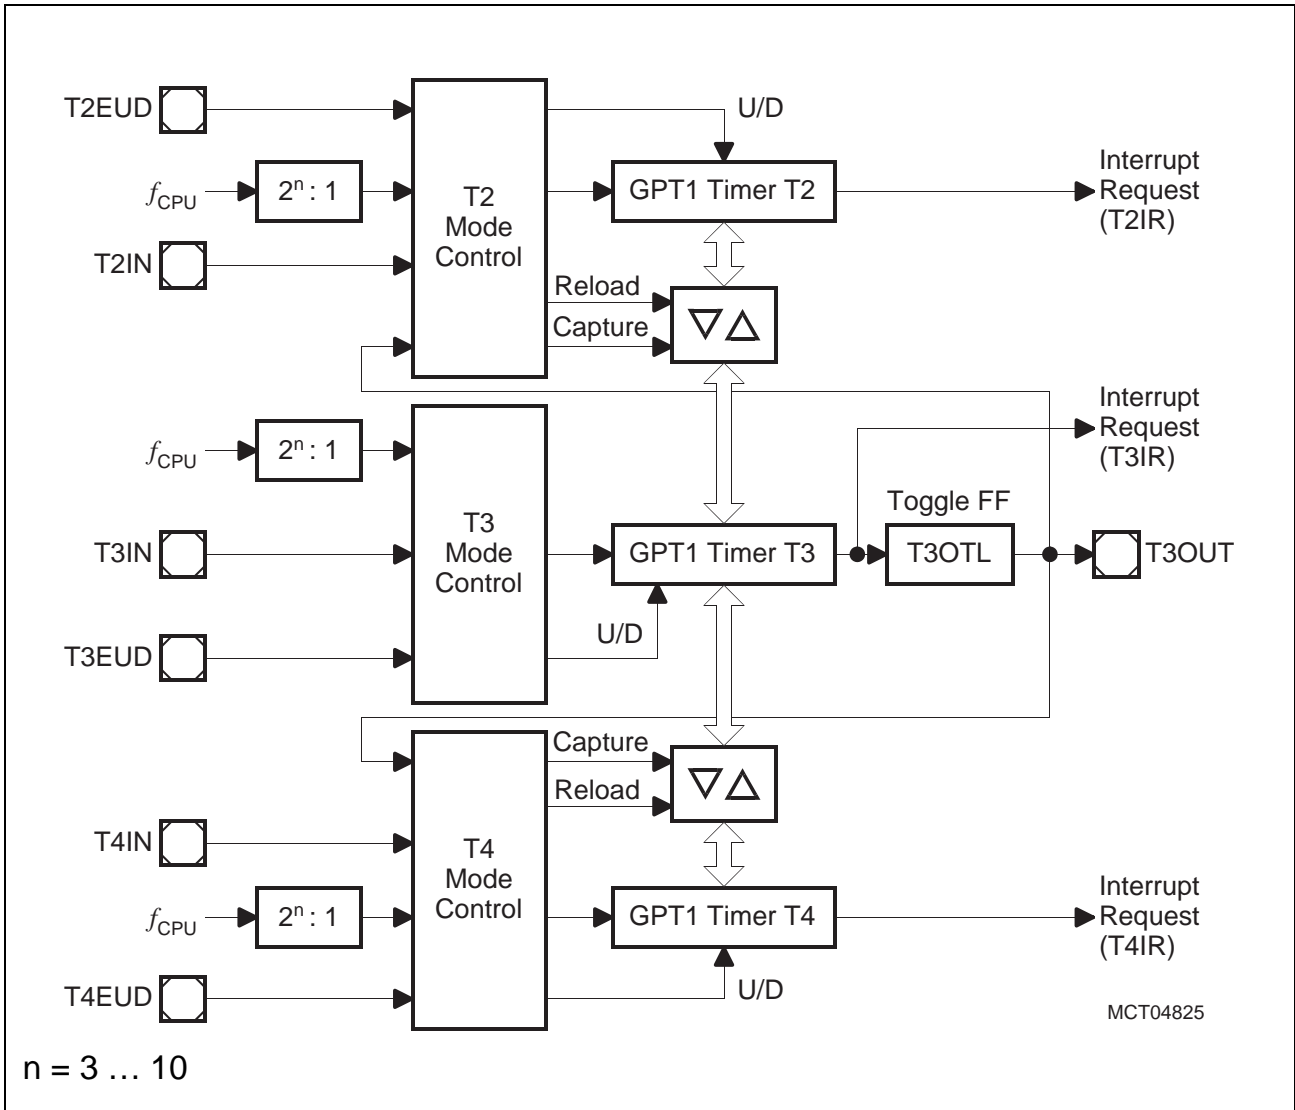 T2EUD
U/D
fCPU
2n : 1
T2
Mode
Control
GPT1 Timer T2
Interrupt
Request
(T2IR)
T2IN
Reload
Capture
fCPU
2n : 1
Interrupt
Request
(T3IR)
T3IN
T3
Mode
Control
GPT1 Timer T3
Toggle FF
T3OTL
T3OUT
T3EUD
U/D
Capture
Reload
T4IN
T4
Mode
Control
fCPU
2n : 1
GPT1 Timer T4
Interrupt
Request
(T4IR)
T4EUD
U/D
MCT04825
n = 3 … 10